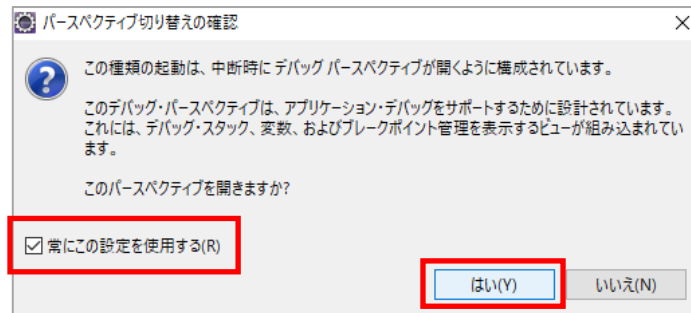 パースペクティブ切り替えの確認
この種類の起動は、中断時に デバッグ パースペクティブが開くように構成されています。
このデバッグ・パースペクティブは、アプリケーション・デバッグをサポートするために設計されています。
これには、デバッグ・スタック、変数、およびブレークポイント管理を表示するビューが組み込まれてい
ます。
このパースペクティブを開きますか?
常にこの設定を使用する(R)
はい(Y) いいえ(N)